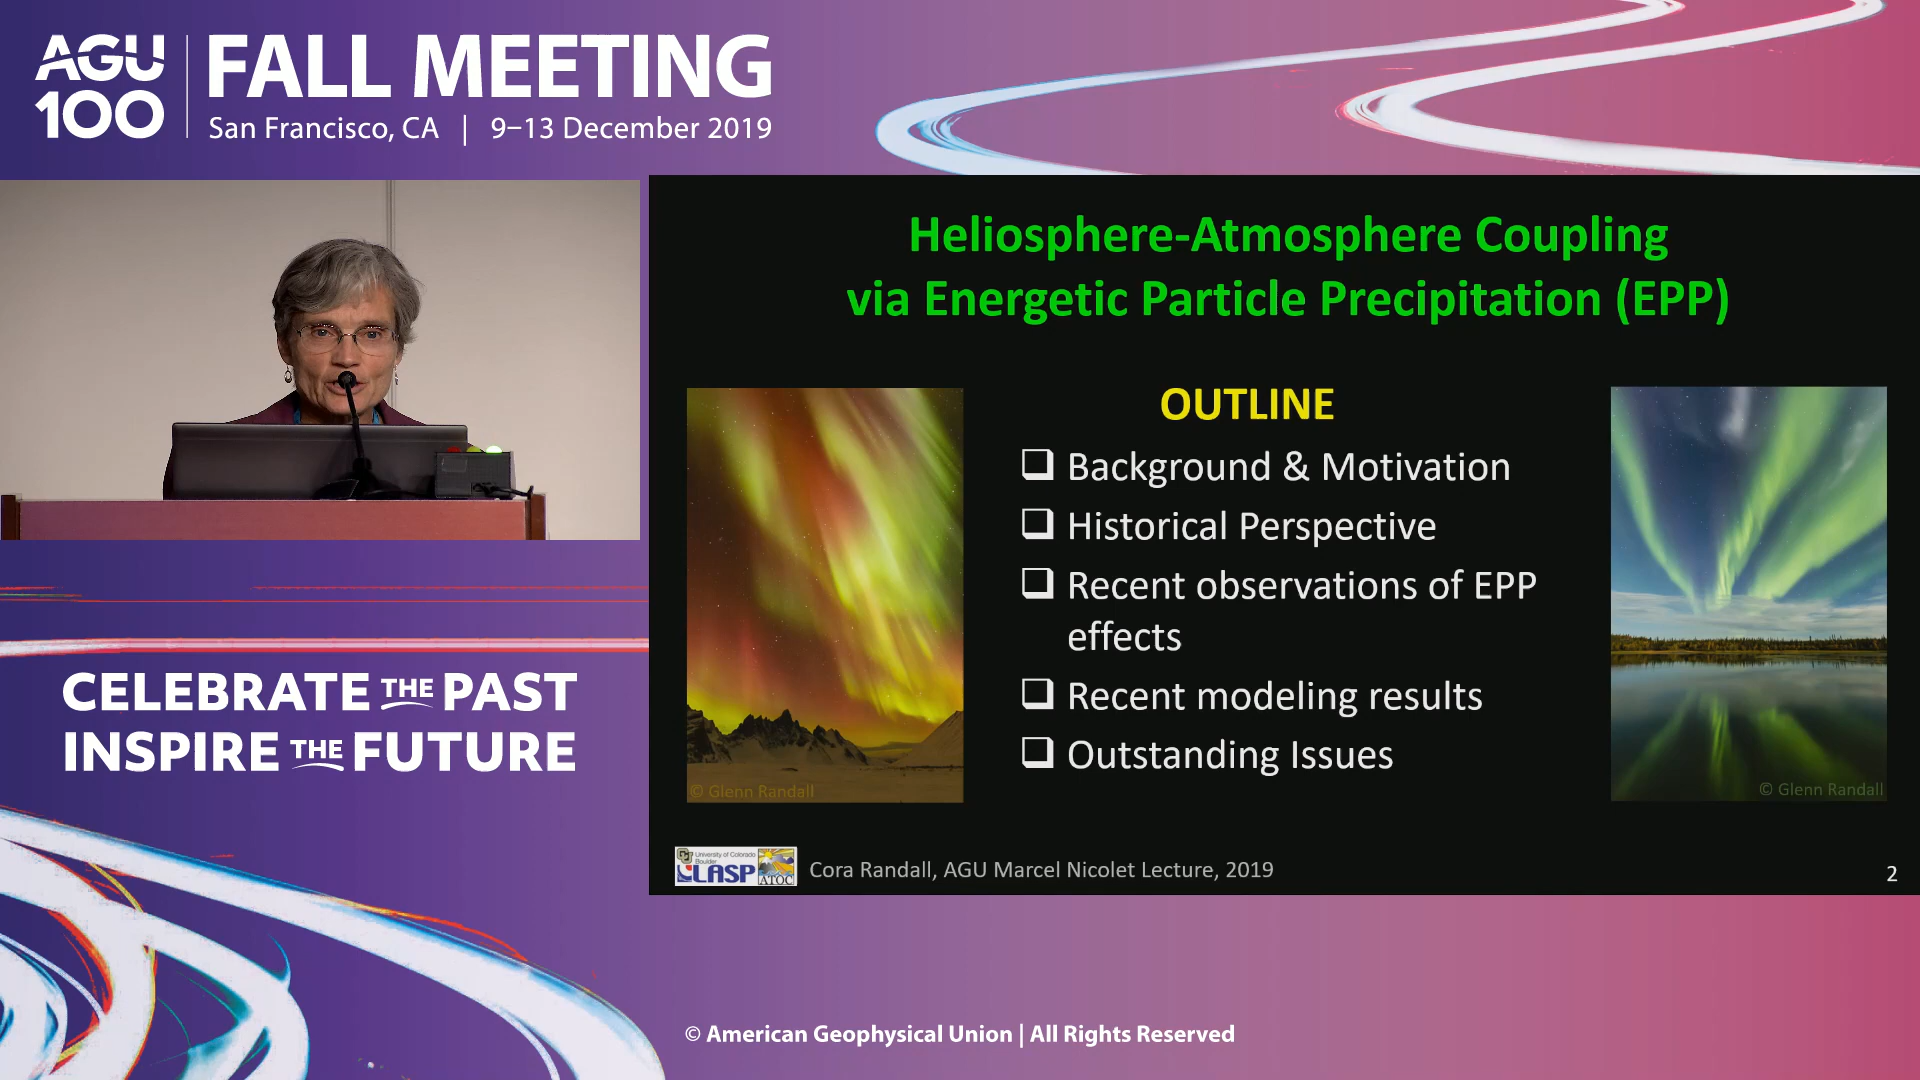 AGU
100
FALL MEETING
San Francisco, CA | 9–13 December 2019
Heliosphere-Atmosphere Coupling
via Energetic Particle Precipitation (EPP)
OUTLINE
❑ Background & Motivation
❑ Historical Perspective
❑ Recent observations of EPP
effects
❑ Recent modeling results
❑ Outstanding Issues
© Glenn Randall
© Glenn Randall
University of Colorado
Boulder
LASP
ATOC
Cora Randall, AGU Marcel Nicolet Lecture, 2019
2
CELEBRATE THE PAST
INSPIRE THE FUTURE
© American Geophysical Union | All Rights Reserved